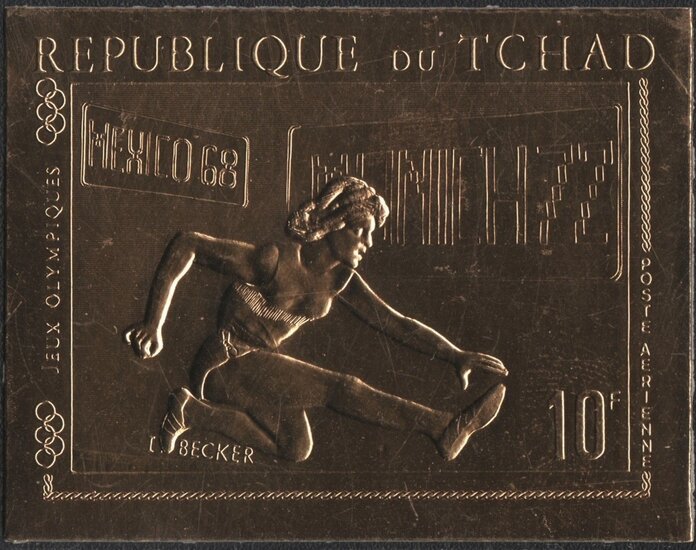 REPUBLIQUE DU TCHAD
MEXICO 68
MUNICH 72
JEUX OLYMPIQUES
POSTE AERIENNE
10F
I. BECKER